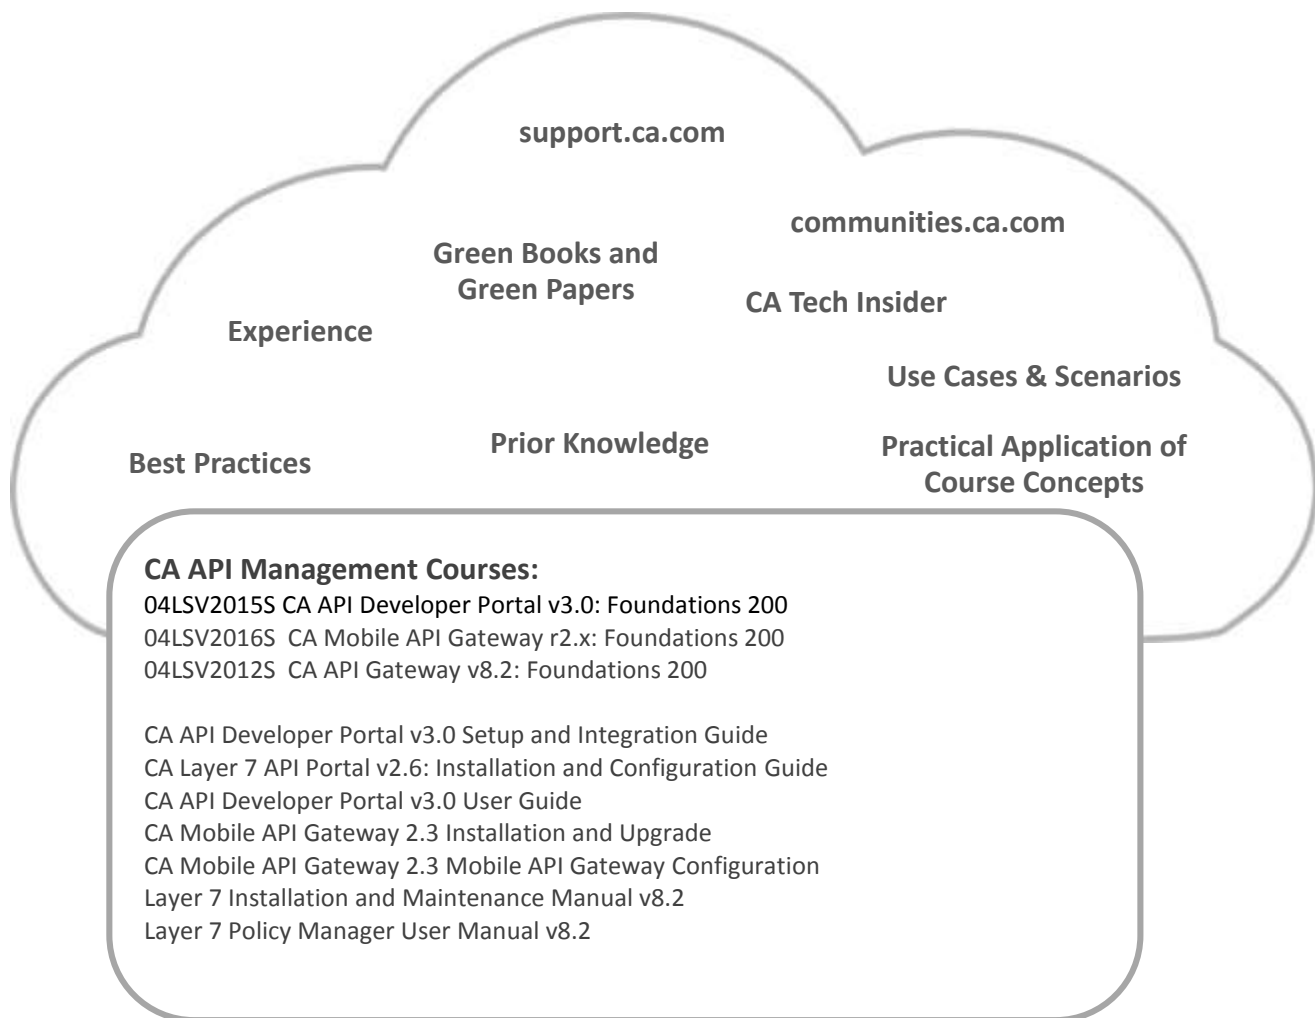 support.ca.com
communities.ca.com
Green Books and
Green Papers
CA Tech Insider
Experience
Use Cases & Scenarios
Prior Knowledge
Practical Application of
Course Concepts
Best Practices
CA API Management Courses:
04LSV2015S CA API Developer Portal v3.0: Foundations 200
04LSV2016S  CA Mobile API Gateway r2.x: Foundations 200
04LSV2012S  CA API Gateway v8.2: Foundations 200
CA API Developer Portal v3.0 Setup and Integration Guide
CA Layer 7 API Portal v2.6: Installation and Configuration Guide
CA API Developer Portal v3.0 User Guide
CA Mobile API Gateway 2.3 Installation and Upgrade
CA Mobile API Gateway 2.3 Mobile API Gateway Configuration
Layer 7 Installation and Maintenance Manual v8.2
Layer 7 Policy Manager User Manual v8.2